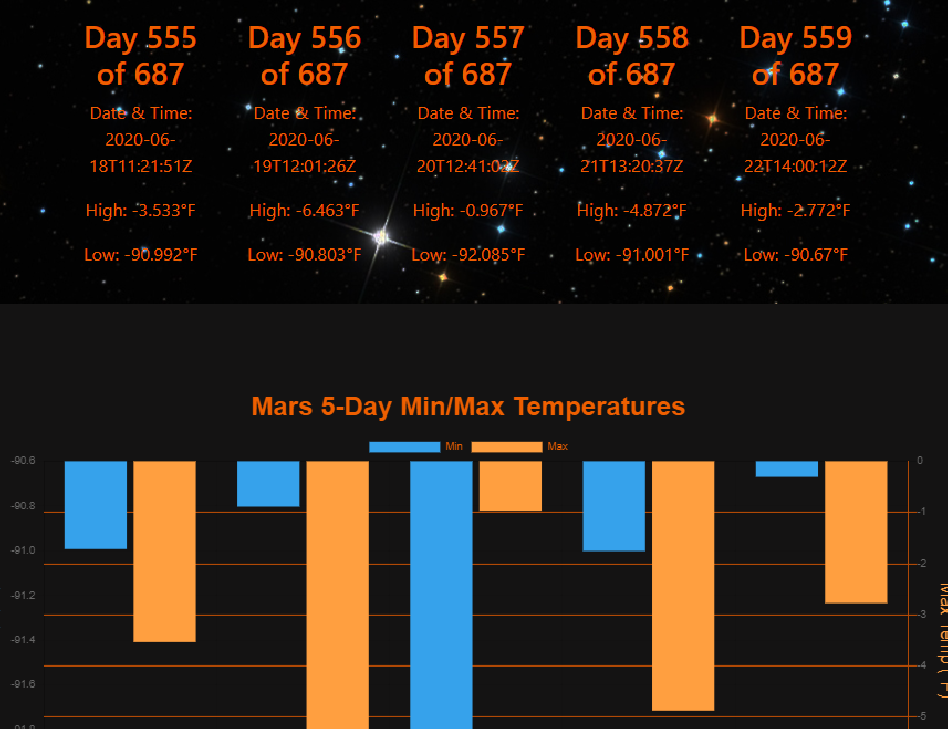 Day 555
of 687
Date & Time:
2020-06-
18T11:21:51Z
High: -3.533°F
Low: -90.992°F
Day 556
of 687
Date & Time:
2020-06-
19T12:01:26Z
High: -6.463°F
Low: -90.803°F
Day 557
of 687
Date & Time:
2020-06-
20T12:41:02Z
High: -0.967°F
Low: -92.085°F
Day 558
of 687
Date & Time:
2020-06-
21T13:20:37Z
High: -4.872°F
Low: -91.001°F
Day 559
of 687
Date & Time:
2020-06-
22T14:00:12Z
High: -2.772°F
Low: -90.67°F
Mars 5-Day Min/Max Temperatures
Min
Max
-90.6
-90.8
-91.0
-91.2
-91.4
-91.6
-91.8
0
-1
-2
-3
-4
-5
Max Temp (°F)